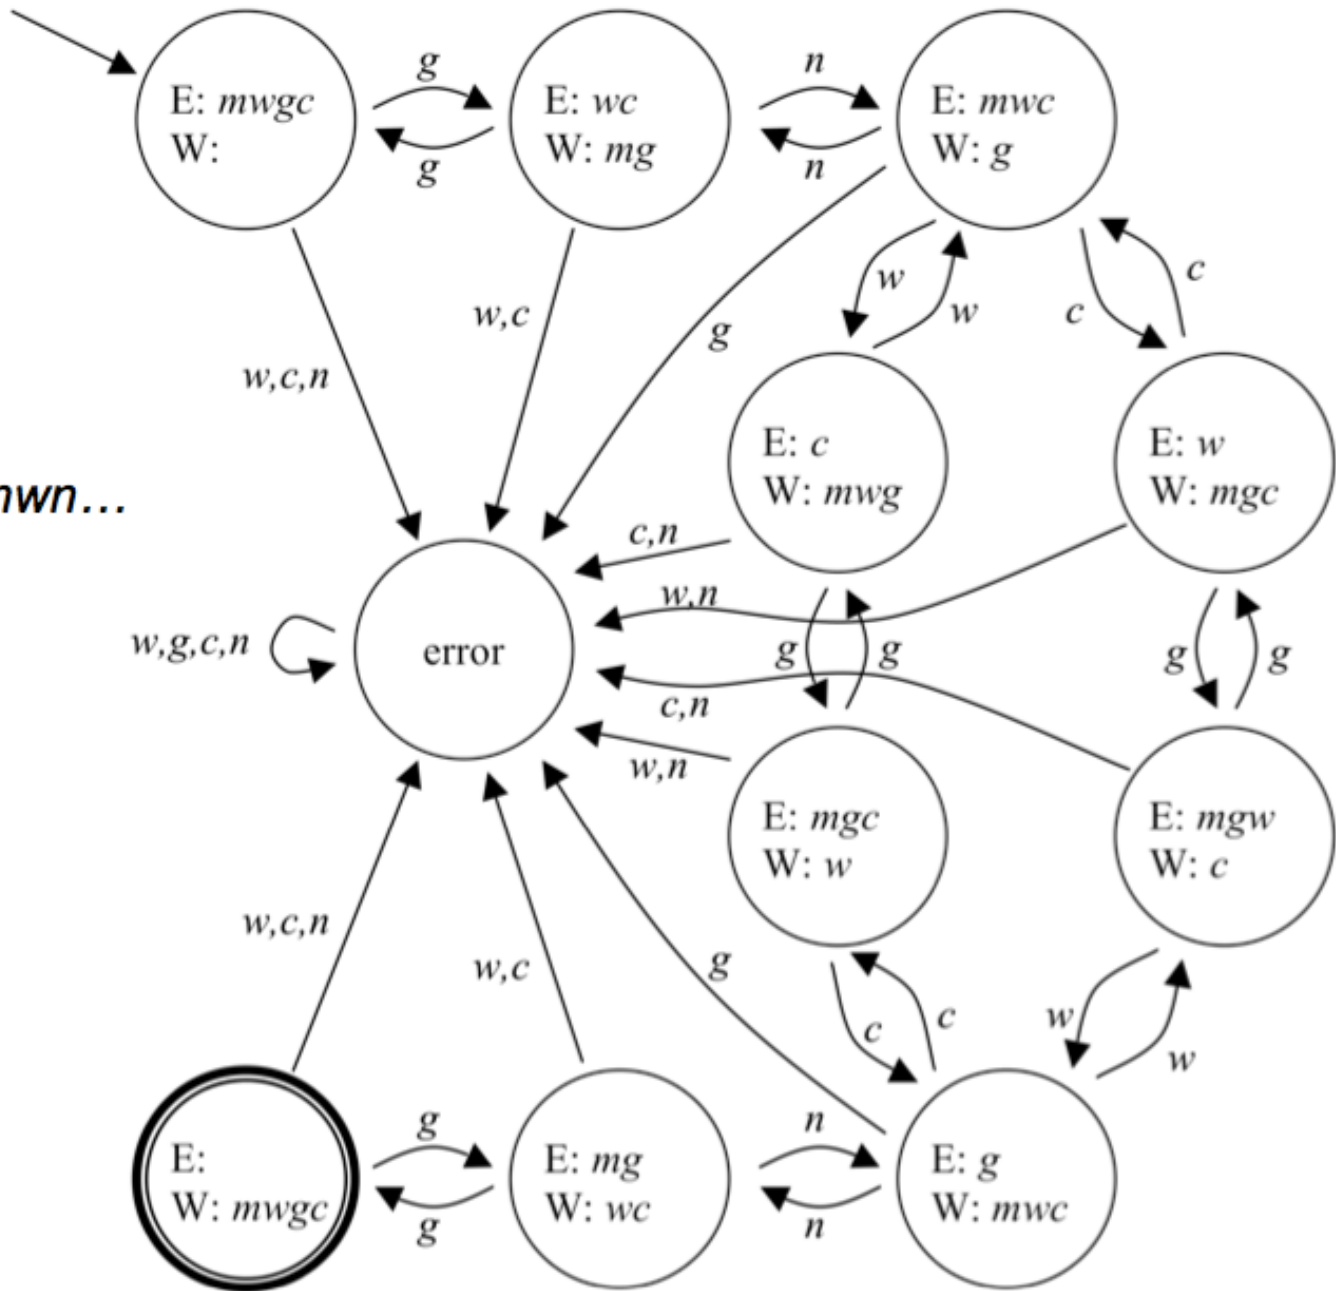 g
n
E: mwgc
W:
E: wc
W: mg
E: mwc
W: g
g
n
w
w
c
c
w,c
g
w,c,n
E: c
W: mwg
E: w
W: mgc
c,n
w,n
w,g,c,n
error
g
g
g
g
c,n
w,n
E: mgc
W: w
E: mgw
W: c
w,c,n
w,c
g
c
c
w
w
g
n
E:
W: mwgc
E: mg
W: wc
E: g
W: mwc
g
n